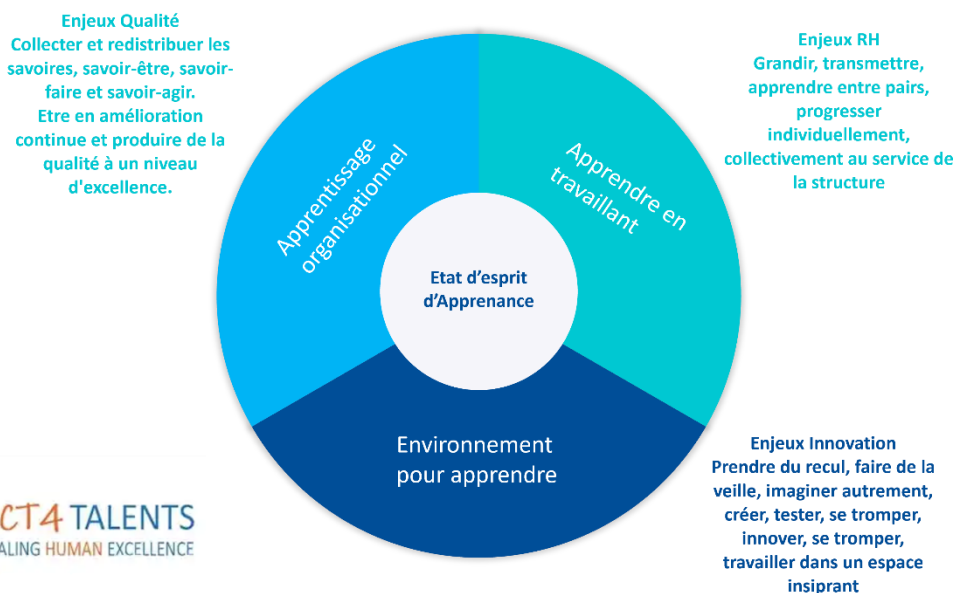 Enjeux Qualité
Collecter et redistribuer les
savoires, savoir-être, savoir-
faire et savoir-agir.
Etre en amélioration
continue et produire de la
qualité à un niveau
d'excellence.
Enjeux RH
Grandir, transmettre,
apprendre entre pairs,
progresser
individuellement,
collectivement au service de
la structure
Apprentissage
organisationnel
Apprendre en
travaillant
Etat d'esprit
d'Apprenance
Environnement
pour apprendre
Enjeux Innovation
Prendre du recul, faire de la
veille, imaginer autrement,
créer, tester, se tromper,
innover, se tromper,
travailler dans un espace
insiprant
CT4 TALENTS
ALING HUMAN EXCELLENCE